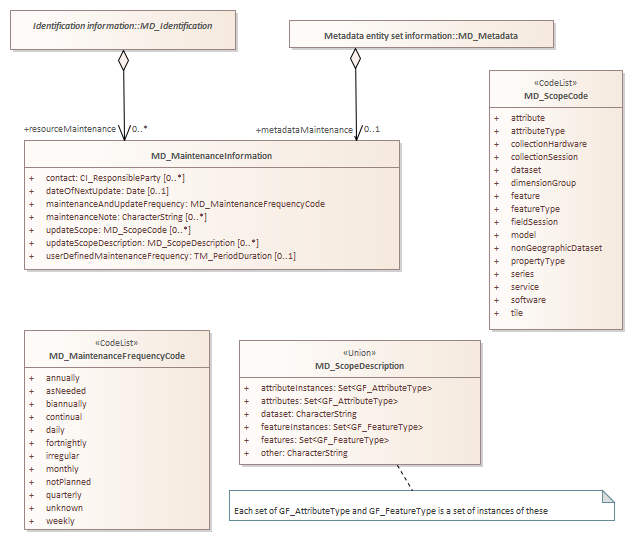 Identification information::MD_Identification
Metadata entity set information::MD_Metadata
+resourceMaintenance 0..*
+metadataMaintenance 0..1
MD_MaintenanceInformation
+ contact: CI_ResponsibleParty [0..*]
+ dateOfNextUpdate: Date [0..1]
+ maintenanceAndUpdateFrequency: MD_MaintenanceFrequencyCode
+ maintenanceNote: CharacterString [0..*]
+ updateScope: MD_ScopeCode [0..*]
+ updateScopeDescription: MD_ScopeDescription [0..*]
+ userDefinedMaintenanceFrequency: TM_PeriodDuration [0..1]
«CodeList»
MD_ScopeCode
+ attribute
+ attributeType
+ collectionHardware
+ collectionSession
+ dataset
+ dimensionGroup
+ feature
+ featureType
+ fieldSession
+ model
+ nonGeographicDataset
+ propertyType
+ series
+ service
+ software
+ tile
«CodeList»
MD_MaintenanceFrequencyCode
+ annually
+ asNeeded
+ biannually
+ continual
+ daily
+ fortnightly
+ irregular
+ monthly
+ notPlanned
+ quarterly
+ unknown
+ weekly
«Union»
MD_ScopeDescription
+ attributeInstances: Set<GF_AttributeType>
+ attributes: Set<GF_AttributeType>
+ dataset: CharacterString
+ featureInstances: Set<GF_FeatureType>
+ features: Set<GF_FeatureType>
+ other: CharacterString
Each set of GF_AttributeType and GF_FeatureType is a set of instances of these